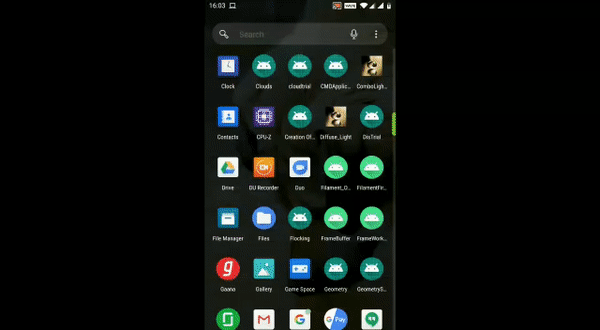 16:03
Search
Clock
Clouds
cloudtrial
CMDApplic...
ComboLigh...
Contacts
CPU-Z
Creation Of...
Diffuse_Light
DisTrial
Drive
DU Recorder
Duo
Filament_O...
FilamentFir...
File Manager
Files
Flocking
FrameBuffer
FrameWork...
Gaana
Gallery
Game Space
Geometry
GeometryS...
G Pay